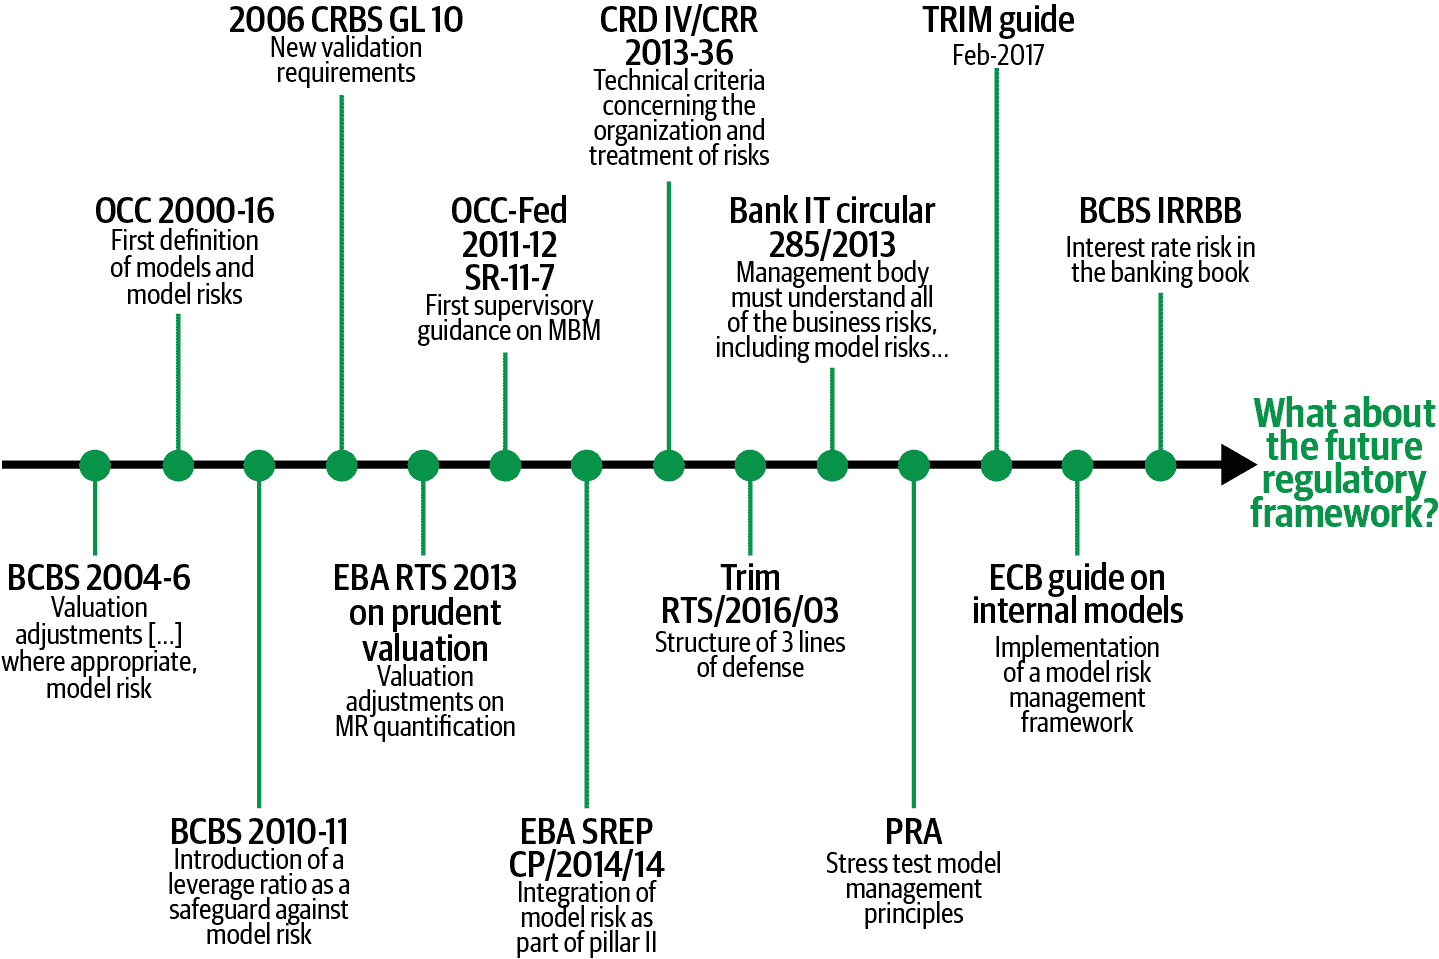 2006 CRBS GL 10
New validation
requirements
CRD IV/CRR
2013-36
Technical criteria
concerning the
organization and
treatment of risks
TRIM guide
Feb-2017
OCC 2000-16
First definition
of models and
model risks
OCC-Fed
2011-12
SR-11-7
First supervisory
guidance on MBM
Bank IT circular
285/2013
Management body
must understand all
of the business risks,
including model risks...
BCBS IRRBB
Interest rate risk in
the banking book
What about
the future
regulatory
framework?
BCBS 2004-6
Valuation
adjustments [...]
where appropriate,
model risk
EBA RTS 2013
on prudent
valuation
Valuation
adjustments on
MR quantification
Trim
RTS/2016/03
Structure of 3 lines
of defense
ECB guide on
internal models
Implementation
of a model risk
management
framework
BCBS 2010-11
Introduction of a
leverage ratio as a
safeguard against
model risk
EBA SREP
CP/2014/14
Integration of
model risk as
part of pillar II
PRA
Stress test model
management
principles